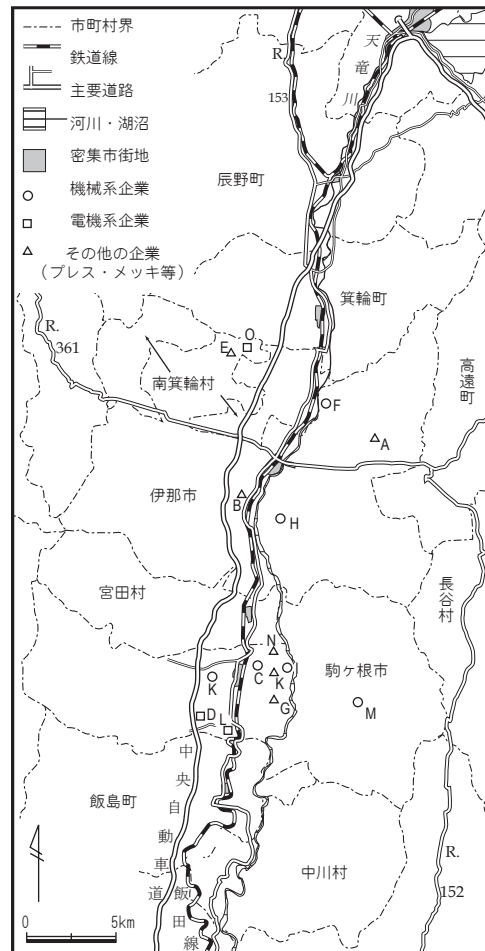 市町村界
鉄道線
主要道路
河川・湖沼
密集市街地
機械系企業
電機系企業
その他の企業
(プレス・メッキ等)
天竜川
R.
153
辰野町
箕輪町
R.
361
E
O
南箕輪村
F
高遠町
A
伊那市
B
H
宮田村
長谷村
N
C
I
K
K
駒ヶ根市
G
M
D
L
中央自動車道
飯島町
飯田線
中川村
R.
152
0
5km